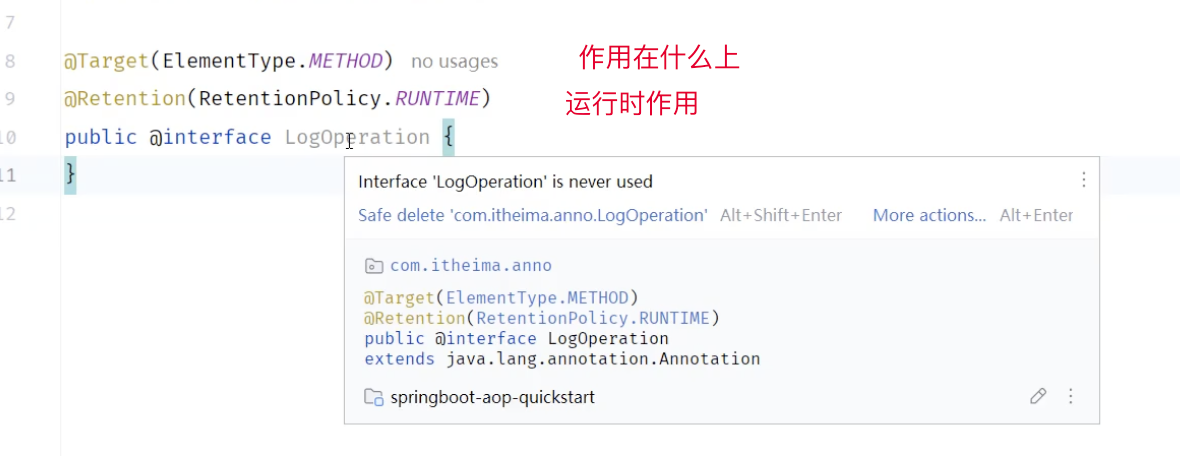 7
8 @Target(ElementType.METHOD) no usages 作用在什么上
9 @Retention(RetentionPolicy.RUNTIME) 运行时作用
10 public @interface LogOperation {
11 }
12
Interface 'LogOperation' is never used
Safe delete 'com.itheima.anno.LogOperation' Alt+Shift+Enter More actions... Alt+Enter
com.itheima.anno
@Target(ElementType.METHOD)
@Retention(RetentionPolicy.RUNTIME)
public @interface LogOperation
extends java.lang.annotation.Annotation
springboot-aop-quickstart